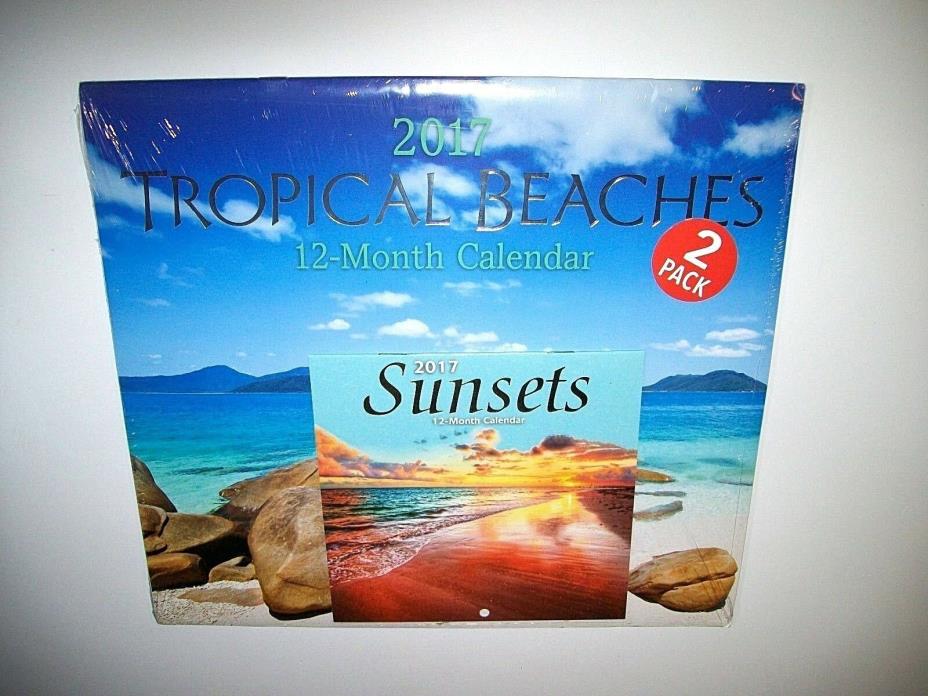 2017
TROPICAL BEACHES
12-Month Calendar
2
PACK
2017
Sunsets
12-Month Calendar